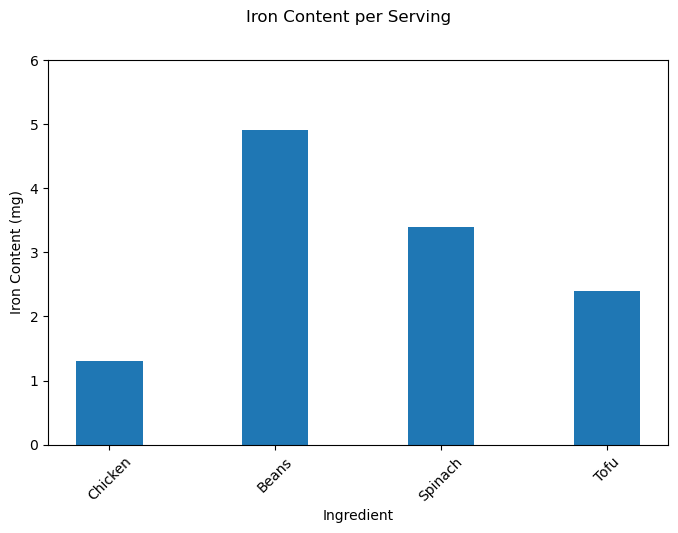 Iron Content per Serving
6
5
4
3
2
1
0
Iron Content (mg)
Chicken
Beans
Spinach
Tofu
Ingredient